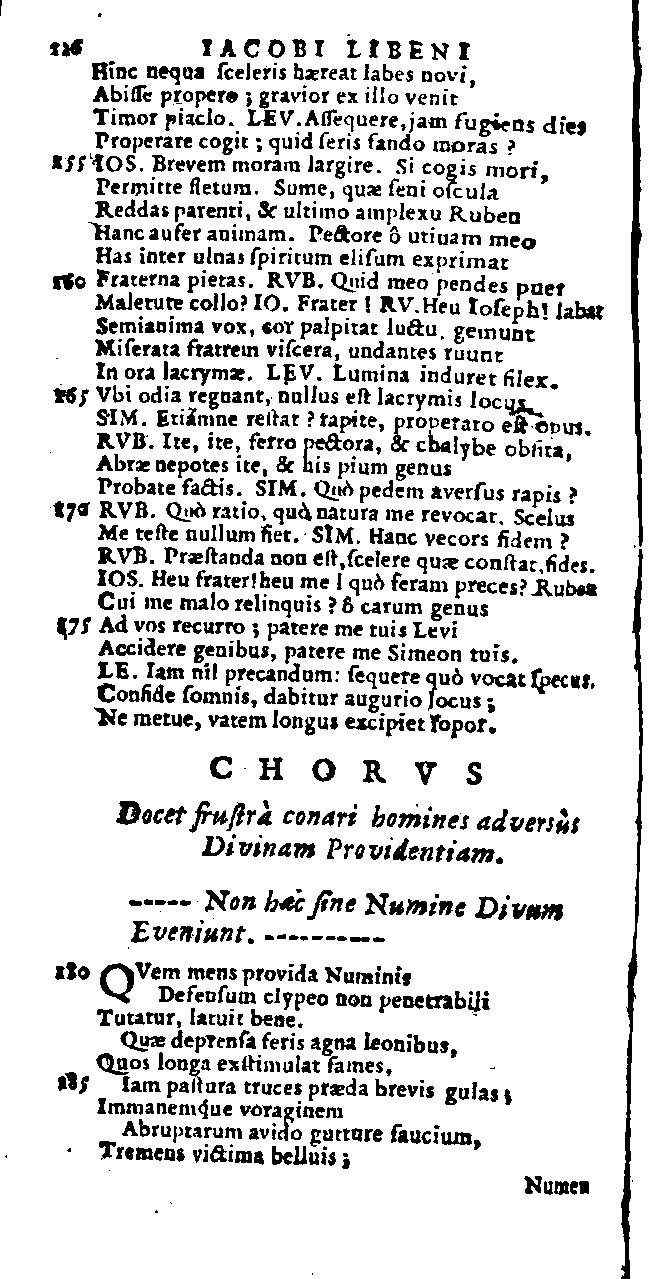 126 IACOBI LIBENI
Hinc nequa ſceleris hæreat labes novi,
Abiſſe propero ; gravior ex illo venit
Timor piaclo. LEV. Aſſequere, jam fugiens dies
Properare cogit ; quid ſeris fando moras ?
155 IOS. Brevem moram largire. Si cogis mori,
Permitte fletum. Sume, quæ ſeni oſcula
Reddas parenti, & ultimo amplexu Ruben
Hanc aufer animam. Pectore ô utinam meo
Has inter ulnas ſpiritum eliſum exprimat
160 Fraterna pietas. RVB. Quid meo pendes puer
Maletute collo? IO. Frater ! RV. Heu Ioſeph! labat
Semianima vox, cor palpitat luctu, gemunt
Miſerata fratrem viſcera, undantes ruunt
In ora lacrymæ. LEV. Lumina induret ſilex.
165 Vbi odia regnant, nullus eſt lacrymis locus.
SIM. Etiámne reſtat ? rapite, properato eſt opus.
RVB. Ite, ite, ferro pectora, & chalybe obſita,
Abræ nepotes ite, & his pium genus
Probate factis. SIM. Quò pedem averſus rapis ?
170 RVB. Quò ratio, quò natura me revocat. Scelus
Me teſte nullum fiet. SIM. Hanc vecors fidem ?
RVB. Præſtanda non eſt, ſcelere quæ conſtat, fides.
IOS. Heu frater! heu me ! quò feram preces? Ruben
Cui me malo relinquis ? ô carum genus
175 Ad vos recurro ; patere me tuis Levi
Accidere genibus, patere me Simeon tuis.
LE. Iam nil precandum: ſequere quò vocat ſpecus.
Confide ſomnis, dabitur augurio locus ;
Ne metue, vatem longus excipiet ſopor.
CHORVS
Docet fruſtrà conari homines adversùs
Divinam Providentiam.
----- Non hæc ſine Numine Divum
Eveniunt. ----------
180 QVem mens provida Numinis
Defenſum clypeo non penetrabili
Tutatur, latuit bene.
Quæ deprenſa feris agna leonibus,
Quos longa exſtimulat fames,
185 Iam paſtura truces præda brevis gulas ;
Immanemque voraginem
Abruptarum avido gutture faucium,
Tremens victima belluis ;
Numen